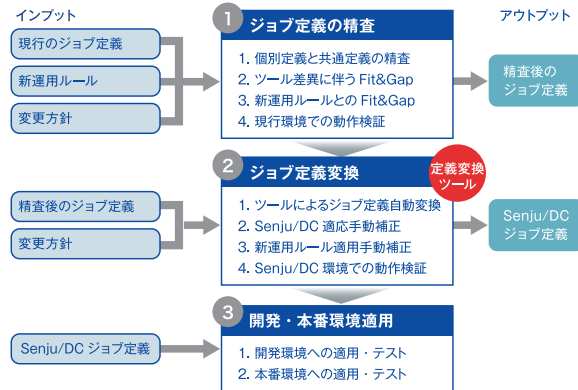 インプット
アウトプット
1
ジョブ定義の精査
現行のジョブ定義
新運用ルール
変更方針
1. 個別定義と共通定義の精査
2. ツール差異に伴う Fit&Gap
3. 新運用ルールとの Fit&Gap
4. 現行環境での動作検証
精査後の
ジョブ定義
2
ジョブ定義変換
定義変換
ツール
精査後のジョブ定義
変更方針
1. ツールによるジョブ定義自動変換
2. Senju/DC 適応手動補正
3. 新運用ルール適用手動補正
4. Senju/DC 環境での動作検証
Senju/DC
ジョブ定義
3
開発・本番環境適用
Senju/DC ジョブ定義
1. 開発環境への適用・テスト
2. 本番環境への適用・テスト